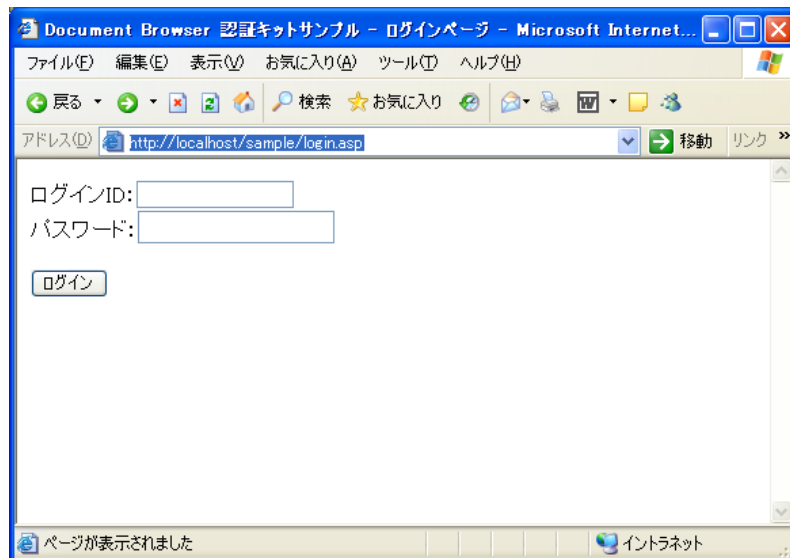 Document Browser 認証キットサンプル - ログインページ - Microsoft Internet...
ファイル(F) 編集(E) 表示(V) お気に入り(A) ツール(T) ヘルプ(H)
戻る 検索 お気に入り
アドレス(D) http://localhost/sample/login.asp 移動 リンク »
ログインID:
パスワード:
ログイン
ページが表示されました イントラネット